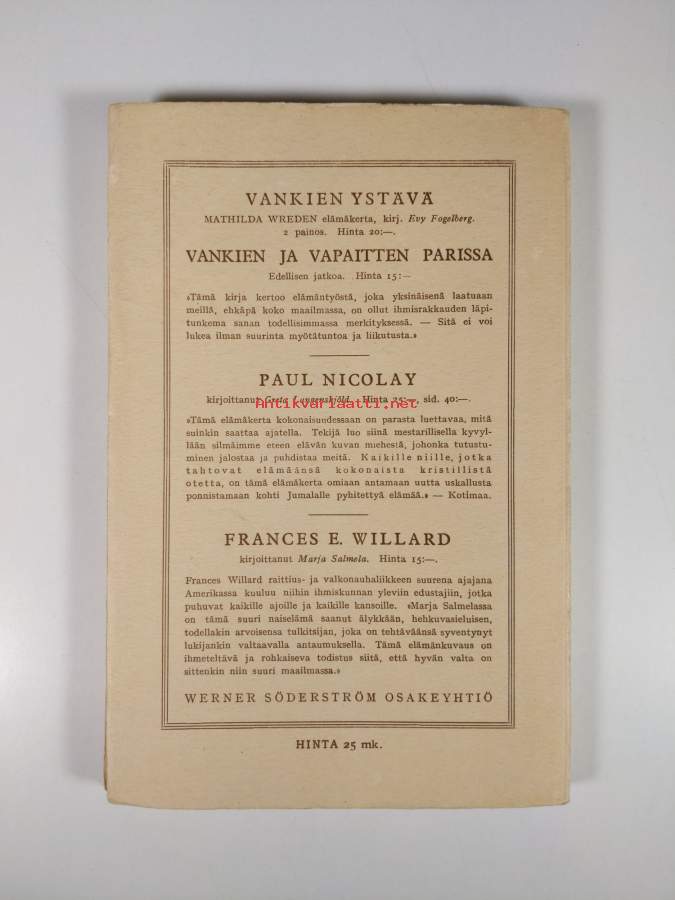 VANKIEN YSTÄVÄ
MATHILDA WREDEN elämäkerta, kirj. Evy Fogelberg.
2 painos. Hinta 20:—.
VANKIEN JA VAPAITTEN PARISSA
Edellisen jatkoa. Hinta 15:—
»Tämä kirja kertoo elämäntyöstä, joka yksinäisenä laatuaan
meillä, ehkäpä koko maailmassa, on ollut ihmisrakkauden läpi-
tunkema sanan todellisimmassa merkityksessä. — Sitä ei voi
lukea ilman suurinta myötätuntoa ja liikutusta.»
PAUL NICOLAY
kirjoittanut Greta Langenskjöld. Hinta 25:—, sid. 40:—.
Antikvariaatti.net
»Tämä elämäkerta kokonaisuudessaan on parasta luettavaa, mitä
suinkin saattaa ajatella. Tekijä luo siinä mestarillisella kyvyl-
lään silmäimme eteen elävän kuvan miehestä, johonka tutustu-
minen jalostaa ja puhdistaa meitä. Kaikille niille, jotka
tahtovat elämäänsä kokonaista kristillistä
otetta, on tämä elämäkerta omiaan antamaan uutta uskallusta
ponnistamaan kohti Jumalalle pyhitettyä elämää.» — Kotimaa.
FRANCES E. WILLARD
kirjoittanut Marja Salmela. Hinta 15:—.
Frances Willard raittius- ja valkonauhaliikkeen suurena ajajana
Amerikassa kuuluu niihin ihmiskunnan yleviin edustajiin, jotka
puhuvat kaikille ajoille ja kaikille kansoille. »Marja Salmelassa
on tämä suuri naiselämä saanut älykkään, hehkuvasieluisen,
todellakin arvoisensa tulkitsijan, joka on tehtäväänsä syventynyt
lukijankin valtaavalla antaumuksella. Tämä elämänkuvaus on
ihmeteltävä ja rohkaiseva todistus siitä, että hyvän valta on
sittenkin niin suuri maailmassa.»
WERNER SÖDERSTRÖM OSAKEYHTIÖ
HINTA 25 mk.